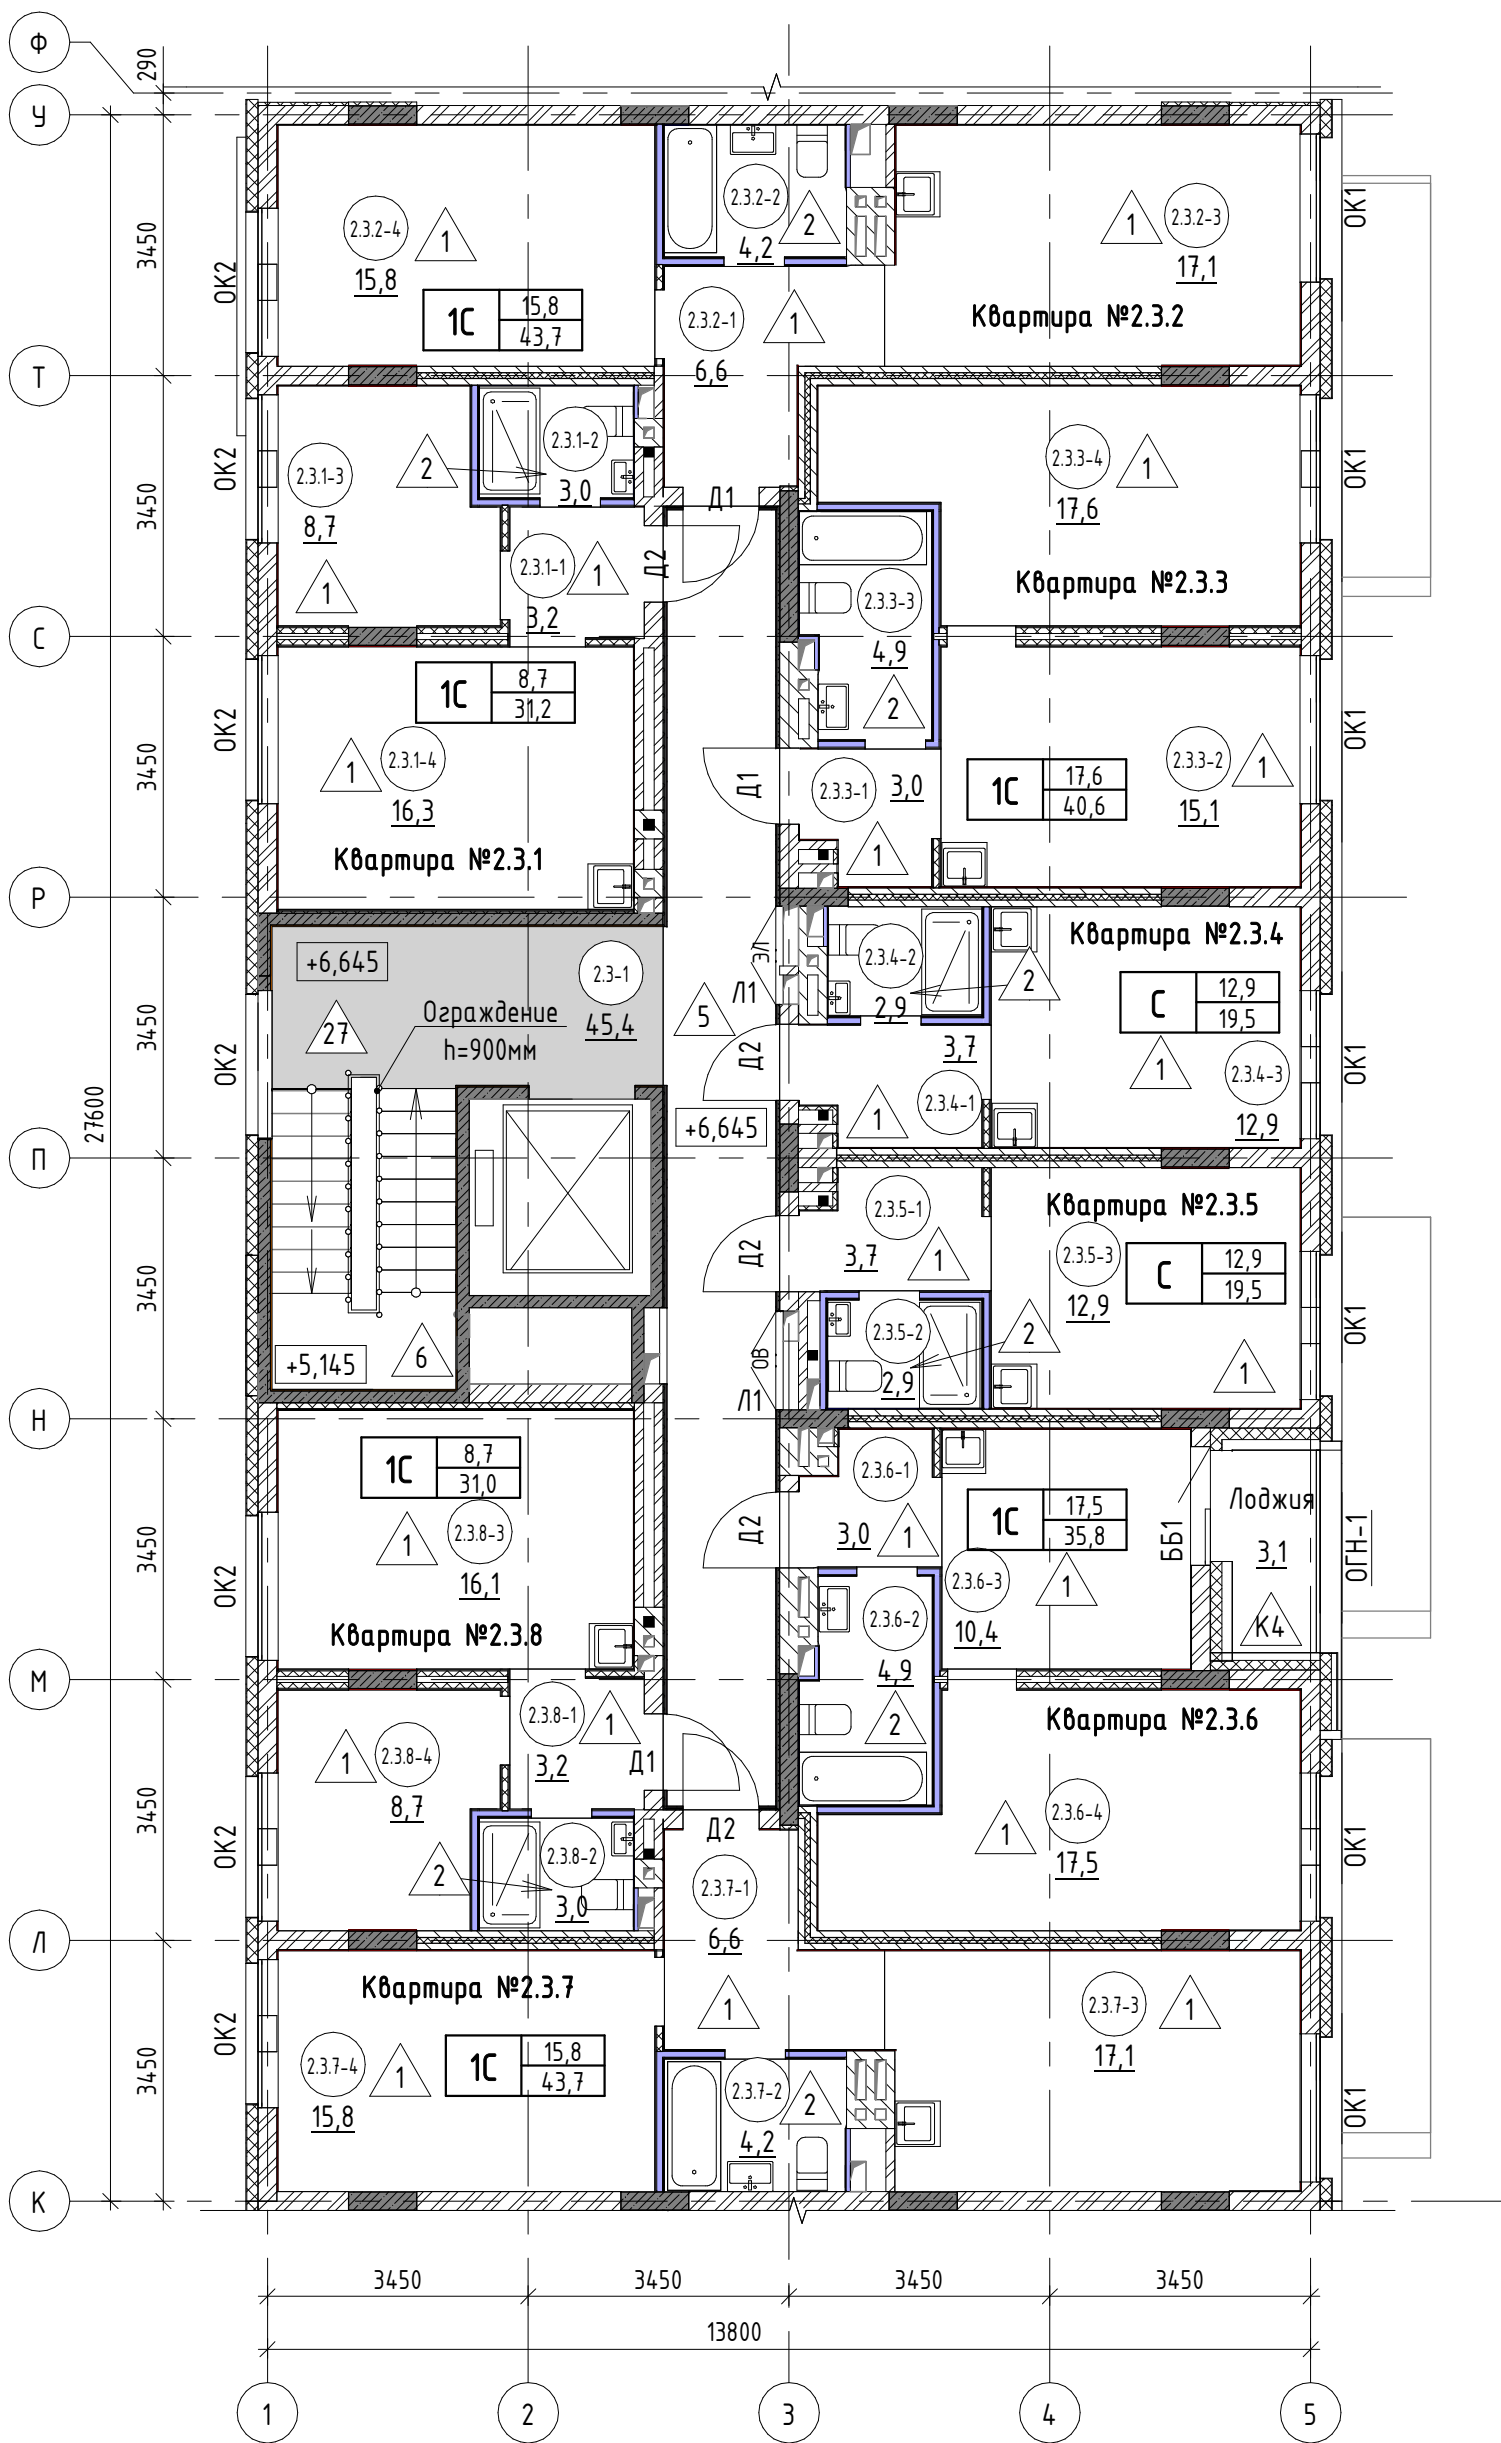 Ф
290
У
3450
ОК2
2.3.2-4
1
15,8
1С
15,8
43,7
2.3.2-2
2
4,2
2.3.2-1
1
6,6
1
2.3.2-3
17,1
Квартира №2.3.2
ОК1
Т
3450
ОК2
2.3.1-3
8,7
1
2
2.3.1-2
3,0
2.3.1-1
1
3,2
Д1
Д2
2.3.3-4
1
17,6
Квартира №2.3.3
ОК1
2.3.3-3
4,9
2
С
3450
ОК2
1С
8,7
31,2
1
2.3.1-4
16,3
Квартира №2.3.1
Д1
2.3.3-1
3,0
1
1С
17,6
40,6
2.3.3-2
1
15,1
ОК1
Р
3450
27600
ОК2
+6,645
2.3-1
45,4
27
Ограждение
h=900мм
5
ЭЛ
Л1
Д2
2.3.4-2
2,9
2
Квартира №2.3.4
С
12,9
19,5
3,7
2.3.4-1
1
1
2.3.4-3
12,9
ОК1
+6,645
П
3450
+5,145
6
Д2
2.3.5-1
3,7
1
Квартира №2.3.5
2.3.5-3
12,9
С
12,9
19,5
ОВ
Л1
2.3.5-2
2,9
2
1
ОК1
Н
3450
ОК2
1С
8,7
31,0
1
2.3.8-3
16,1
Квартира №2.3.8
Д2
2.3.6-1
3,0
1
1С
17,5
35,8
2.3.6-3
10,4
1
ББ1
Лоджия
3,1
К4
ОГН-1
2.3.6-2
4,9
2
М
3450
ОК2
1
2.3.8-4
8,7
2.3.8-1
1
3,2
Д1
2
2.3.8-2
3,0
Д2
Квартира №2.3.6
1
2.3.6-4
17,5
ОК1
2.3.7-1
6,6
Л
3450
ОК2
Квартира №2.3.7
2.3.7-4
1
15,8
1С
15,8
43,7
1
2.3.7-2
2
4,2
2.3.7-3
1
17,1
ОК1
К
3450
3450
3450
3450
13800
1
2
3
4
5